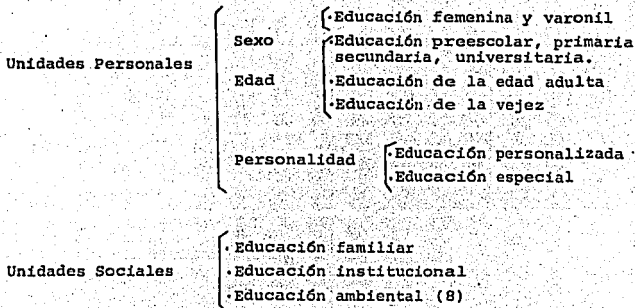 ·Educación femenina y varonil
Sexo ·Educación preescolar, primaria
secundaria, universitaria.
Unidades Personales
Edad ·Educación de la edad adulta
·Educación de la vejez
Personalidad ·Educación personalizada
·Educación especial
·Educación familiar
Unidades Sociales ·Educación institucional
·Educación ambiental (8)